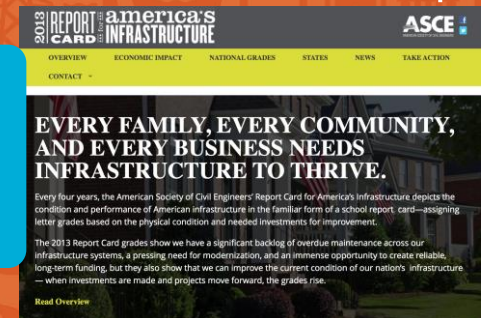 2013 REPORT CARD for america's INFRASTRUCTURE
ASCE
AMERICAN SOCIETY OF CIVIL ENGINEERS
OVERVIEW ECONOMIC IMPACT NATIONAL GRADES STATES NEWS TAKE ACTION
CONTACT
EVERY FAMILY, EVERY COMMUNITY,
AND EVERY BUSINESS NEEDS
INFRASTRUCTURE TO THRIVE.
Every four years, the American Society of Civil Engineers' Report Card for America's Infrastructure depicts the
condition and performance of American infrastructure in the familiar form of a school report card—assigning
letter grades based on the physical condition and needed investments for improvement.
The 2013 Report Card grades show we have a significant backlog of overdue maintenance across our
infrastructure systems, a pressing need for modernization, and an immense opportunity to create reliable,
long-term funding, but they also show that we can improve the current condition of our nation's infrastructure
— when investments are made and projects move forward, the grades rise.
Read Overview